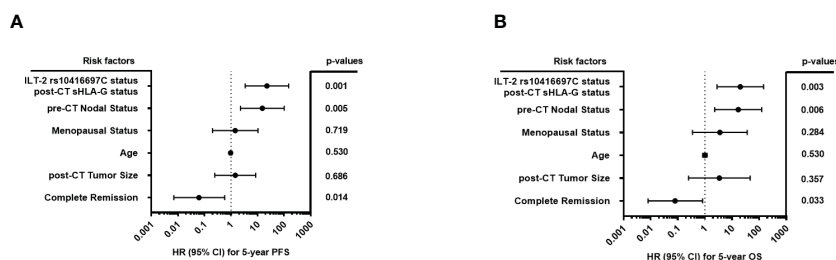 A
Risk factors p-values
ILT-2 rs10416697C status
post-CT sHLA-G status 0.001
pre-CT Nodal Status 0.005
Menopausal Status 0.719
Age 0.530
post-CT Tumor Size 0.686
Complete Remission 0.014
0.001 0.01 0.1 1 10 100 1000
HR (95% CI) for 5-year PFS
B
Risk factors p-values
ILT-2 rs10416697C status
post-CT sHLA-G status 0.003
pre-CT Nodal Status 0.006
Menopausal Status 0.284
Age 0.530
post-CT Tumor Size 0.357
Complete Remission 0.033
0.001 0.01 0.1 1 10 100 1000
HR (95% CI) for 5-year OS